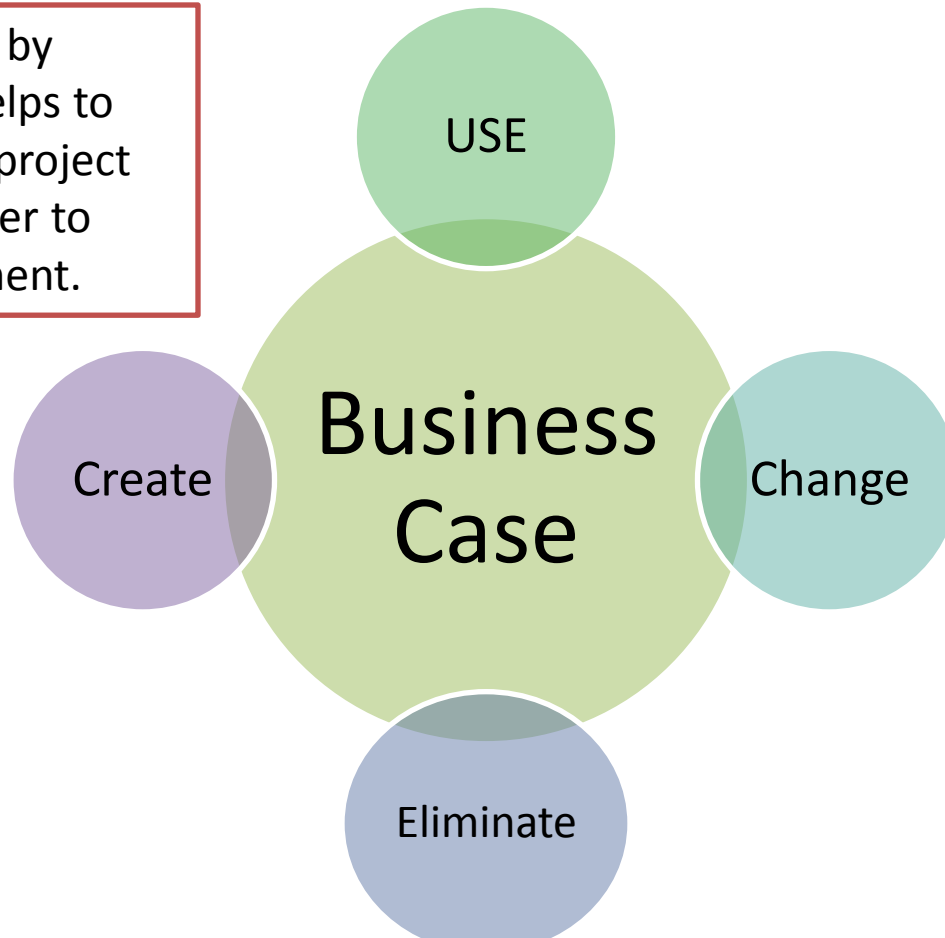 by
elps to
project
er to
nent.
USE
Business
Case
Create
Change
Eliminate